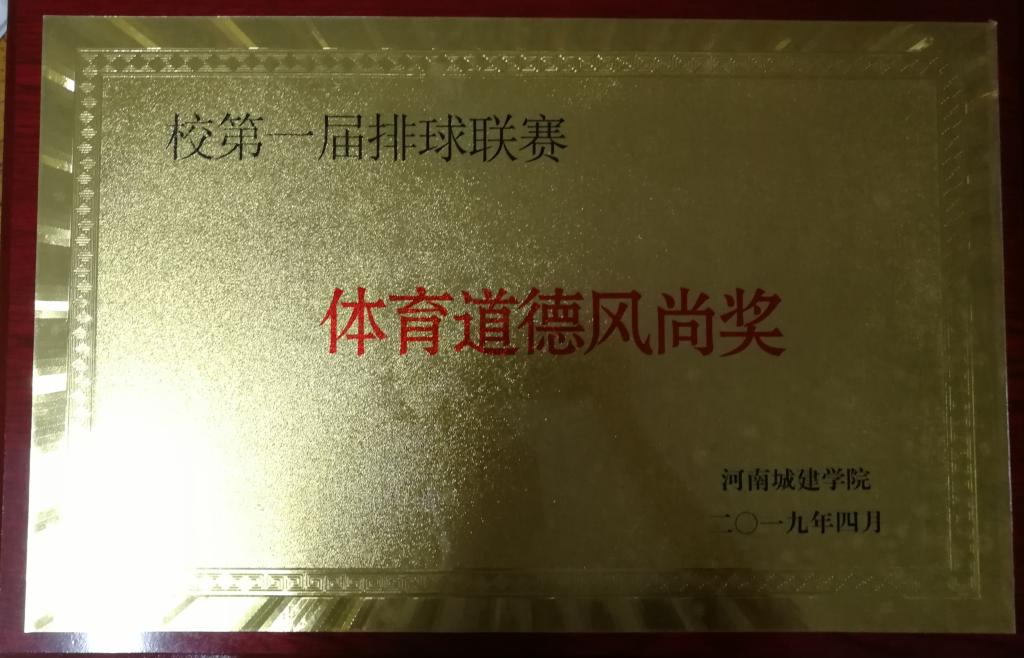 校第一届排球联赛
体育道德风尚奖
河南城建学院
二〇一九年四月